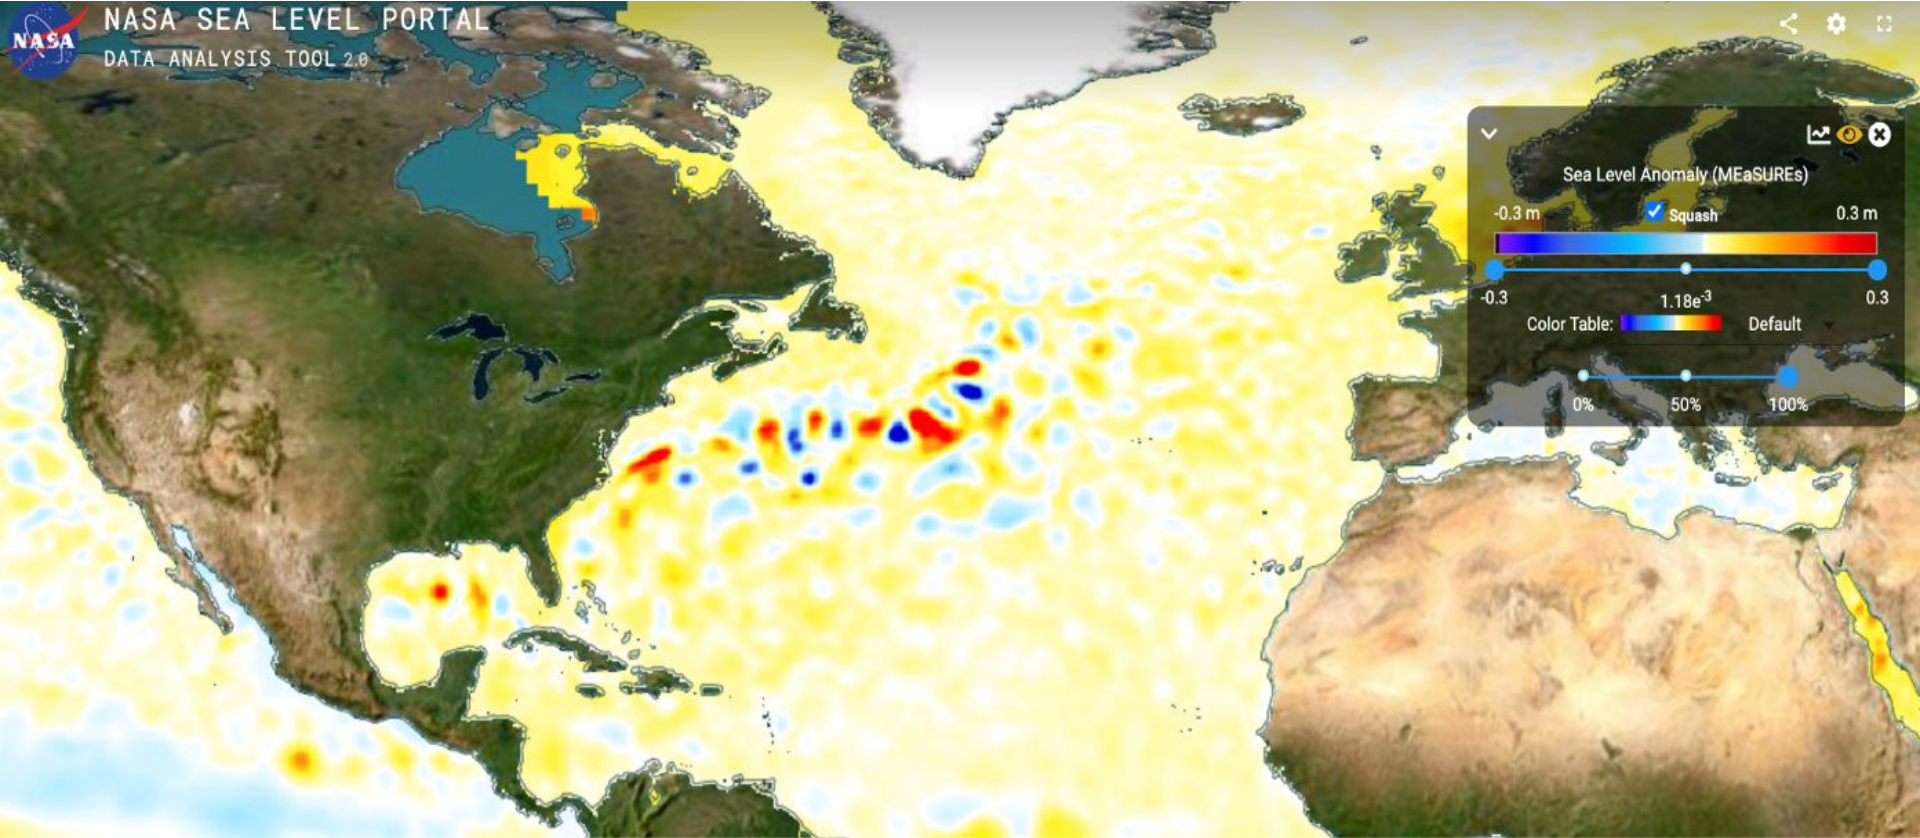 NASA
NASA SEA LEVEL PORTAL
DATA ANALYSIS TOOL 2.0
Sea Level Anomaly (MEaSUREs)
-0.3 m Squash 0.3 m
-0.3 1.18e⁻³ 0.3
Color Table: Default
0% 50% 100%